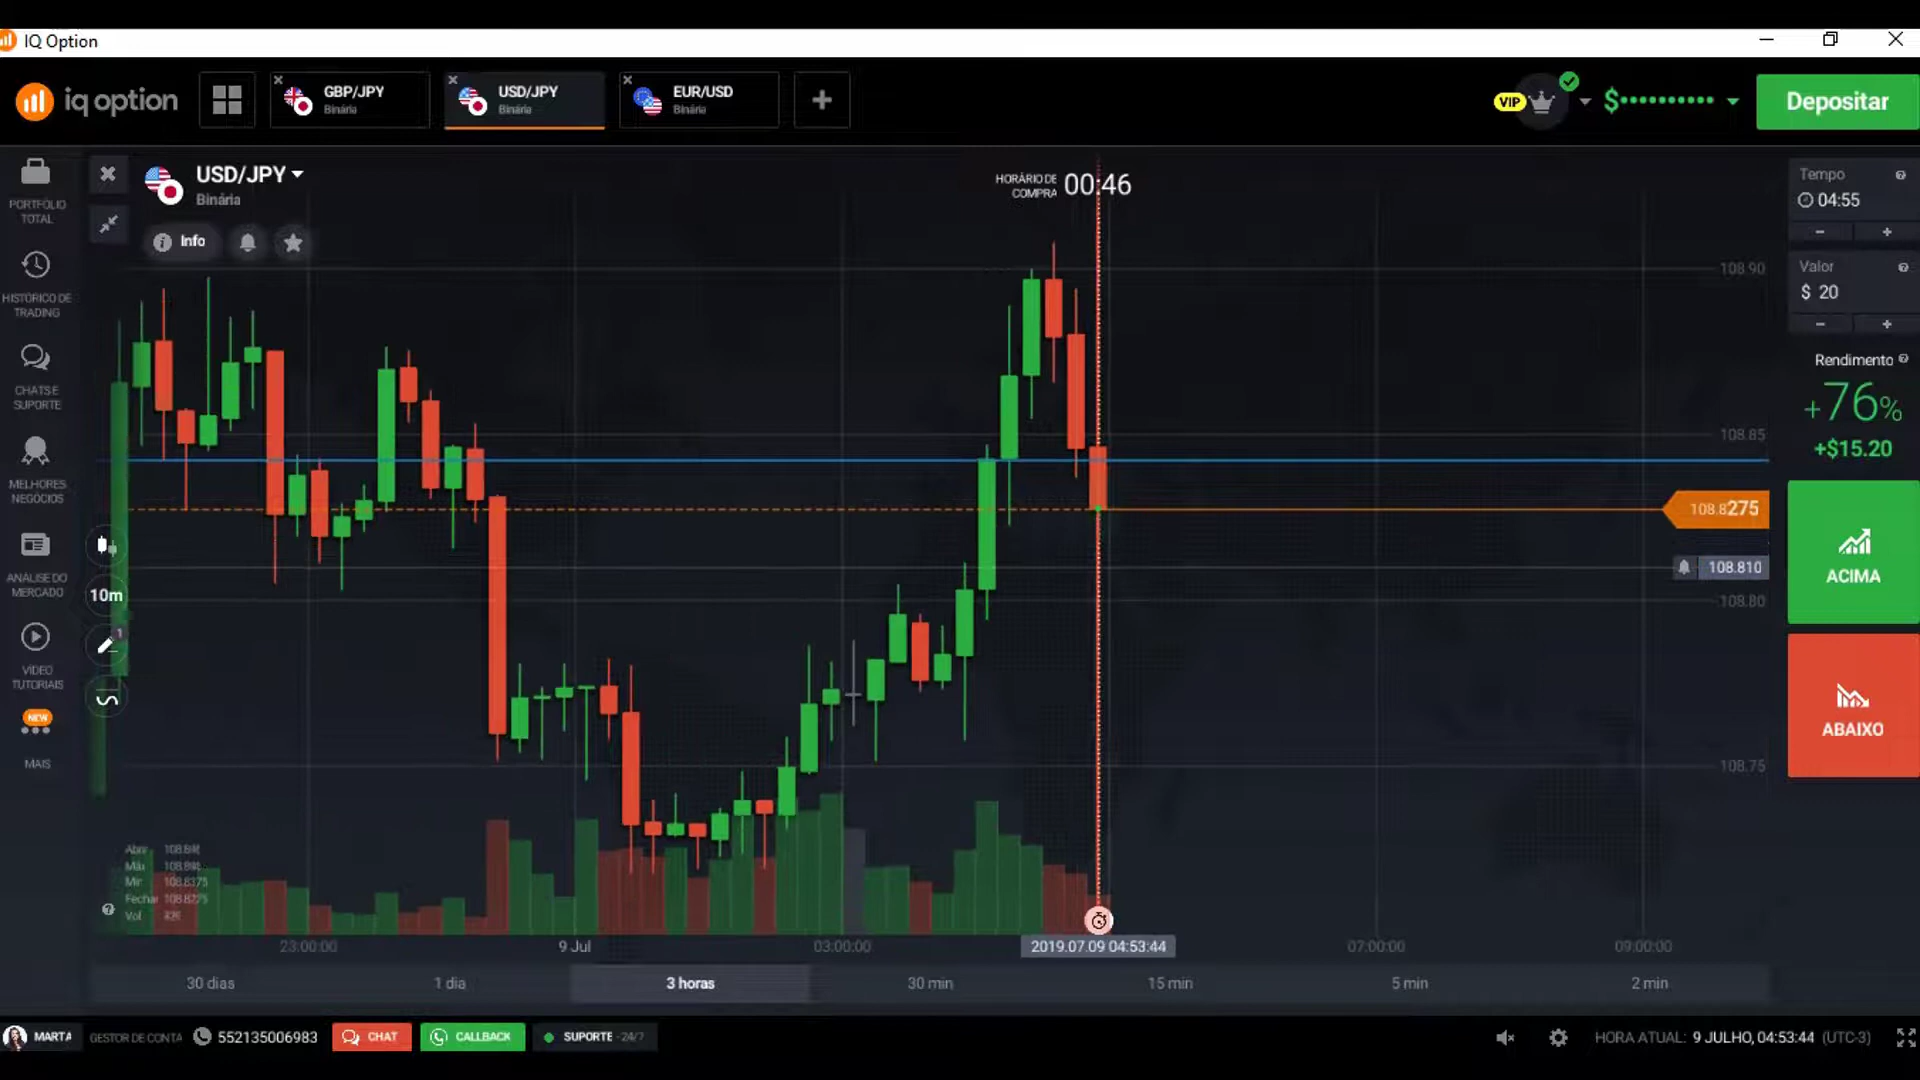 IQ Option
iq option
GBP/JPY
Binária
USD/JPY
Binária
EUR/USD
Binária
VIP
$
Depositar
PORTFÓLIO
TOTAL
HISTÓRICO DE
TRADING
CHATS E
SUPORTE
MELHORES
NEGÓCIOS
ANÁLISE DO
MERCADO
VÍDEO
TUTORIAIS
NEW
MAIS
USD/JPY
Binária
Info
HORÁRIO DE
COMPRA
00:46
10m
1
108.90
108.85
108.8275
108.810
108.80
108.75
Tempo
04:55
- +
Valor
$ 20
- +
Rendimento
+76%
+$15.20
ACIMA
ABAIXO
Abrir
Máx
Mín 108.8375
Fechar 108.8275
Vol
23:00:00
9 Jul
03:00:00
2019.07.09 04:53:44
07:00:00
09:00:00
30 dias
1 dia
3 horas
30 min
15 min
5 min
2 min
MARTA
GESTOR DE CONTA
552135006983
CHAT
CALLBACK
SUPORTE - 24/7
HORA ATUAL: 9 JULHO, 04:53:44 (UTC-3)